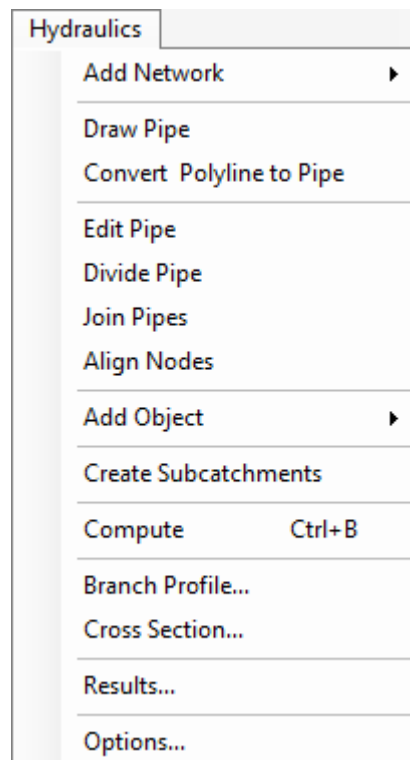 Hydraulics
Add Network
Draw Pipe
Convert  Polyline to Pipe
Edit Pipe
Divide Pipe
Join Pipes
Align Nodes
Add Object
Create Subcatchments
Compute Ctrl+B
Branch Profile...
Cross Section...
Results...
Options...